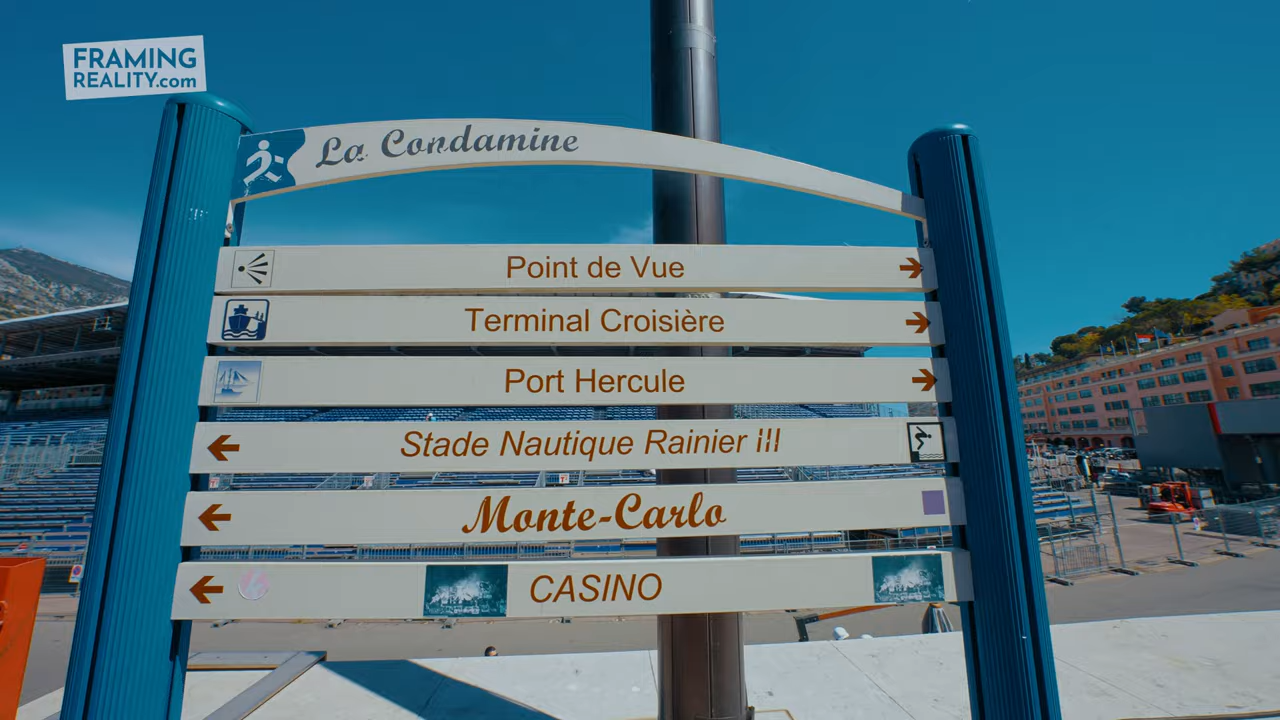 FRAMING
REALITY.com
La Condamine
Point de Vue
Terminal Croisière
Port Hercule
Stade Nautique Rainier III
Monte-Carlo
CASINO